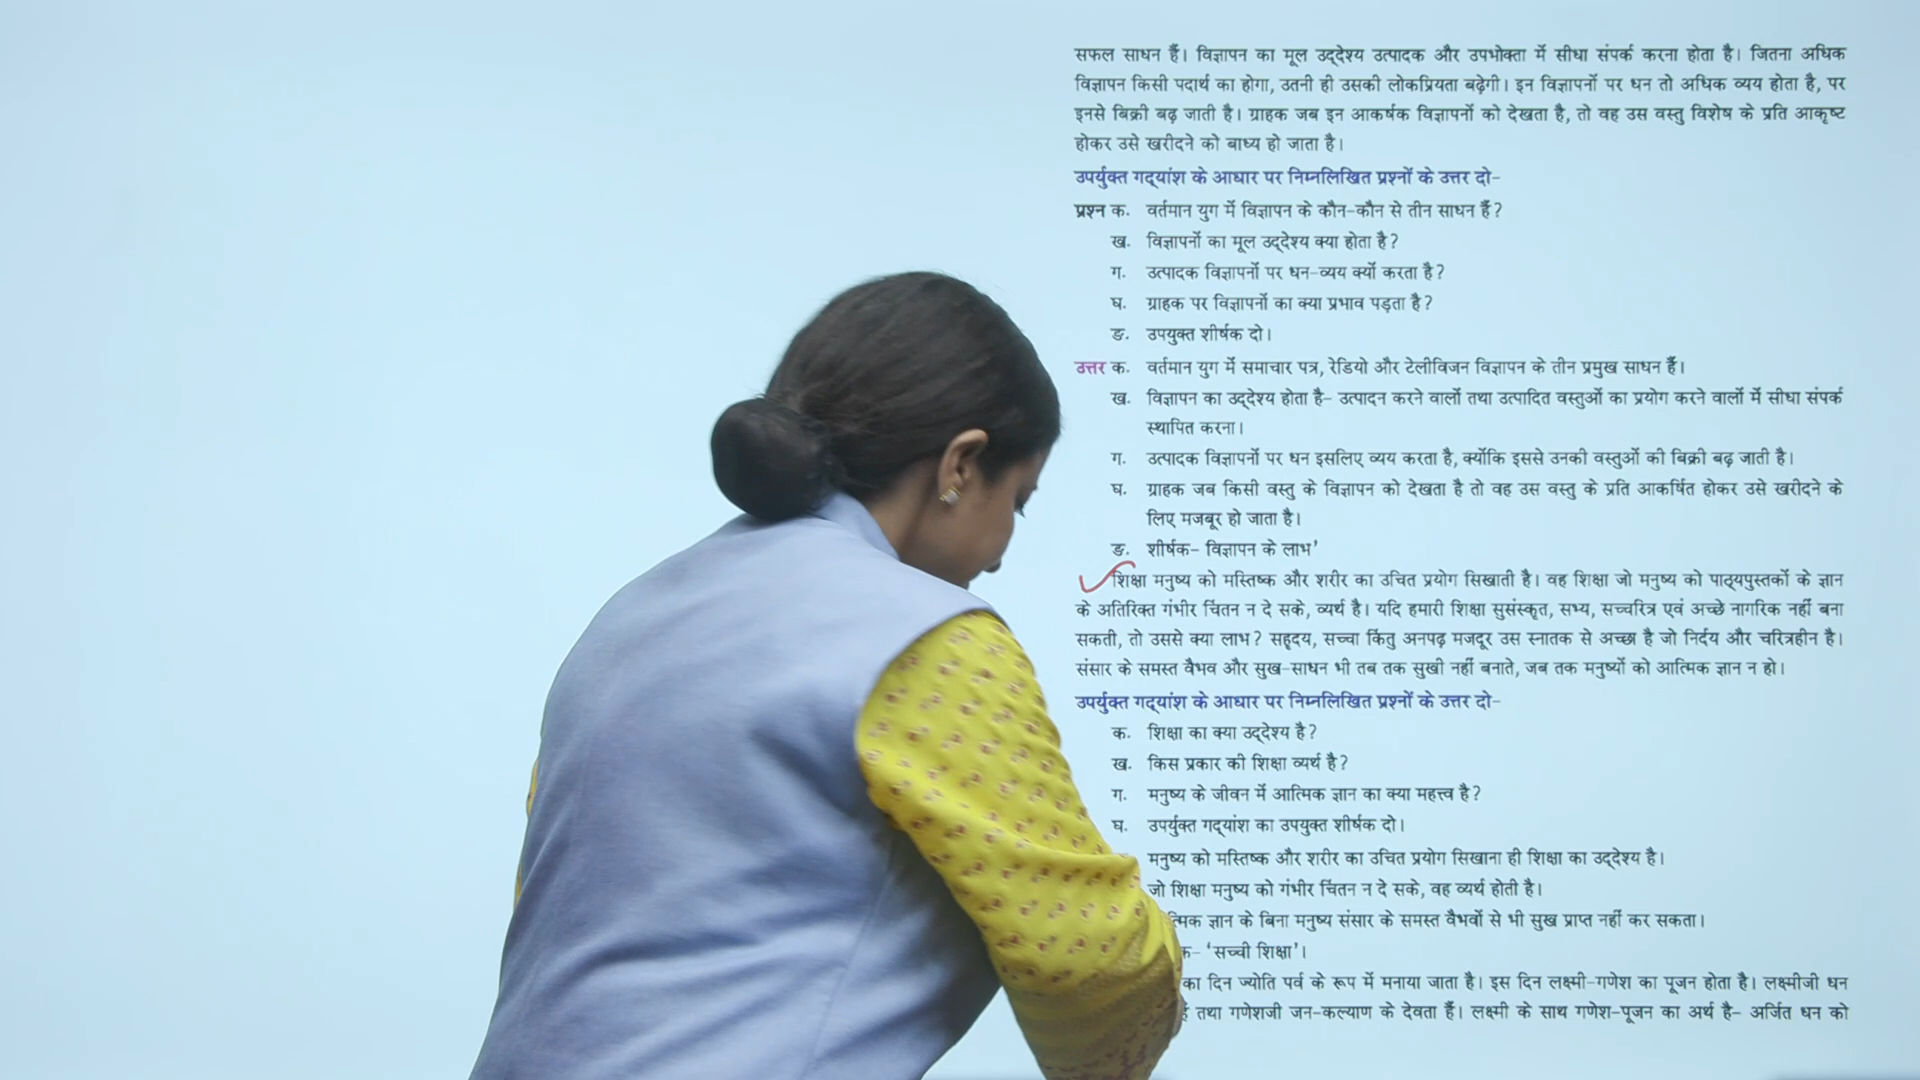 सफल साधन हैं। विज्ञापन का मूल उद्देश्य उत्पादक और उपभोक्ता में सीधा संपर्क करना होता है। जितना अधिक
विज्ञापन किसी पदार्थ का होगा, उतनी ही उसकी लोकप्रियता बढ़ेगी। इन विज्ञापनों पर धन तो अधिक व्यय होता है, पर
इनसे बिक्री बढ़ जाती है। ग्राहक जब इन आकर्षक विज्ञापनों को देखता है, तो वह उस वस्तु विशेष के प्रति आकृष्ट
होकर उसे खरीदने को बाध्य हो जाता है।
उपर्युक्त गद्यांश के आधार पर निम्नलिखित प्रश्नों के उत्तर दो-
प्रश्न क. वर्तमान युग में विज्ञापन के कौन-कौन से तीन साधन हैं?
ख. विज्ञापनों का मूल उद्देश्य क्या होता है?
ग. उत्पादक विज्ञापनों पर धन-व्यय क्यों करता है?
घ. ग्राहक पर विज्ञापनों का क्या प्रभाव पड़ता है?
ङ. उपयुक्त शीर्षक दो।
उत्तर क. वर्तमान युग में समाचार पत्र, रेडियो और टेलीविजन विज्ञापन के तीन प्रमुख साधन हैं।
ख. विज्ञापन का उद्देश्य होता है- उत्पादन करने वालों तथा उत्पादित वस्तुओं का प्रयोग करने वालों में सीधा संपर्क
स्थापित करना।
ग. उत्पादक विज्ञापनों पर धन इसलिए व्यय करता है, क्योंकि इससे उनकी वस्तुओं की बिक्री बढ़ जाती है।
घ. ग्राहक जब किसी वस्तु के विज्ञापन को देखता है तो वह उस वस्तु के प्रति आकर्षित होकर उसे खरीदने के
लिए मजबूर हो जाता है।
ङ. शीर्षक- विज्ञापन के लाभ'
शिक्षा मनुष्य को मस्तिष्क और शरीर का उचित प्रयोग सिखाती है। वह शिक्षा जो मनुष्य को पाठ्यपुस्तकों के ज्ञान
के अतिरिक्त गंभीर चिंतन न दे सके, व्यर्थ है। यदि हमारी शिक्षा सुसंस्कृत, सभ्य, सच्चरित्र एवं अच्छे नागरिक नहीं बना
सकती, तो उससे क्या लाभ? सहृदय, सच्चा किंतु अनपढ़ मजदूर उस स्नातक से अच्छा है जो निर्दय और चरित्रहीन है।
संसार के समस्त वैभव और सुख-साधन भी तब तक सुखी नहीं बनाते, जब तक मनुष्यों को आत्मिक ज्ञान न हो।
उपर्युक्त गद्यांश के आधार पर निम्नलिखित प्रश्नों के उत्तर दो-
क. शिक्षा का क्या उद्देश्य है?
ख. किस प्रकार की शिक्षा व्यर्थ है?
ग. मनुष्य के जीवन में आत्मिक ज्ञान का क्या महत्त्व है?
घ. उपर्युक्त गद्यांश का उपयुक्त शीर्षक दो।
मनुष्य को मस्तिष्क और शरीर का उचित प्रयोग सिखाना ही शिक्षा का उद्देश्य है।
जो शिक्षा मनुष्य को गंभीर चिंतन न दे सके, वह व्यर्थ होती है।
ज्ञान के बिना मनुष्य संसार के समस्त वैभवों से भी सुख प्राप्त नहीं कर सकता।
'सच्ची शिक्षा'।
का दिन ज्योति पर्व के रूप में मनाया जाता है। इस दिन लक्ष्मी-गणेश का पूजन होता है। लक्ष्मीजी धन
तथा गणेशजी जन-कल्याण के देवता हैं। लक्ष्मी के साथ गणेश-पूजन का अर्थ है- अर्जित धन को